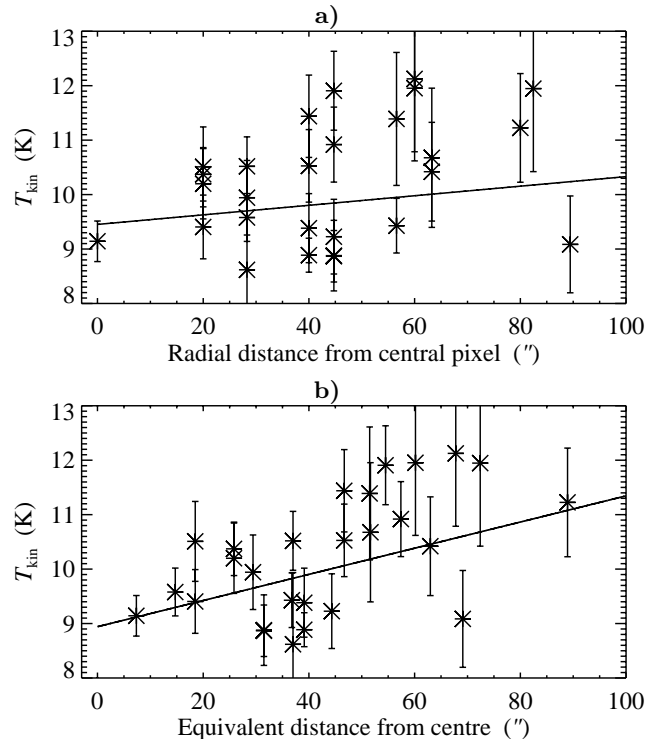 a)
13
12
11
10
9
8
T_kin (K)
0 20 40 60 80 100
Radial distance from central pixel (″)
b)
13
12
11
10
9
8
T_kin (K)
0 20 40 60 80 100
Equivalent distance from centre (″)